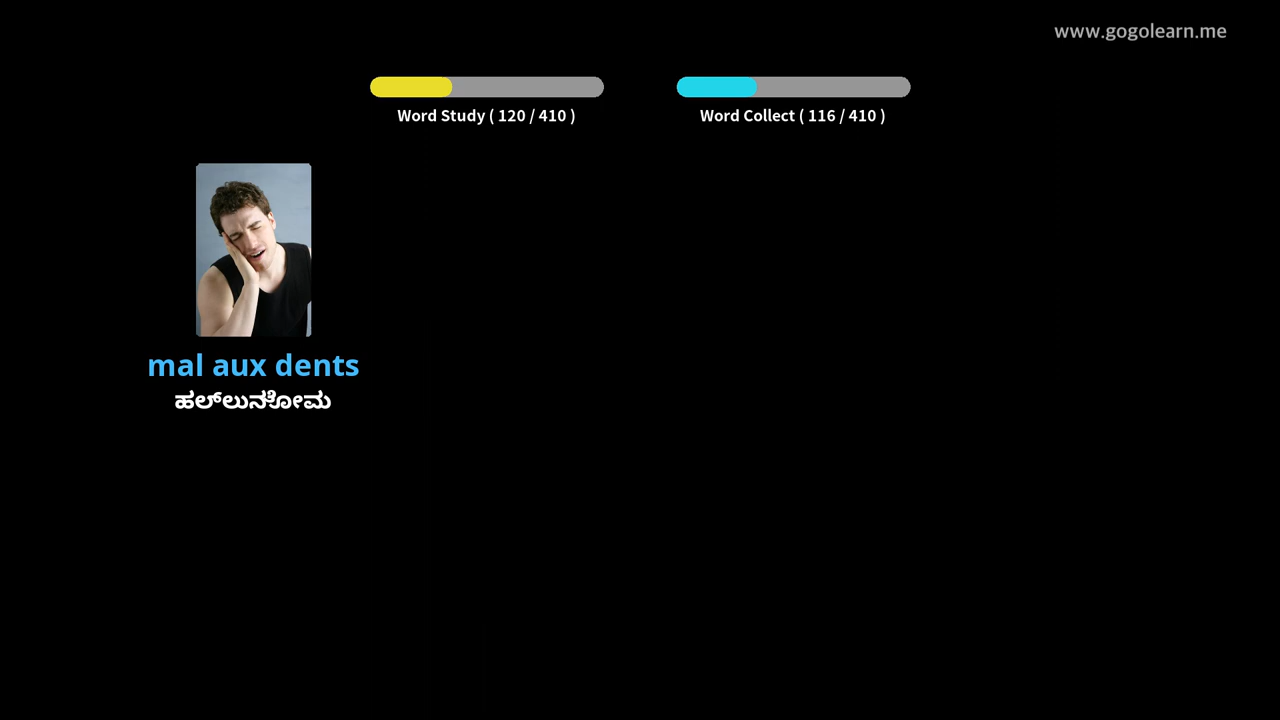 www.gogolearn.me
Word Study ( 120 / 410 )
Word Collect ( 116 / 410 )
mal aux dents
ಹಲ್ಲುನೋವು